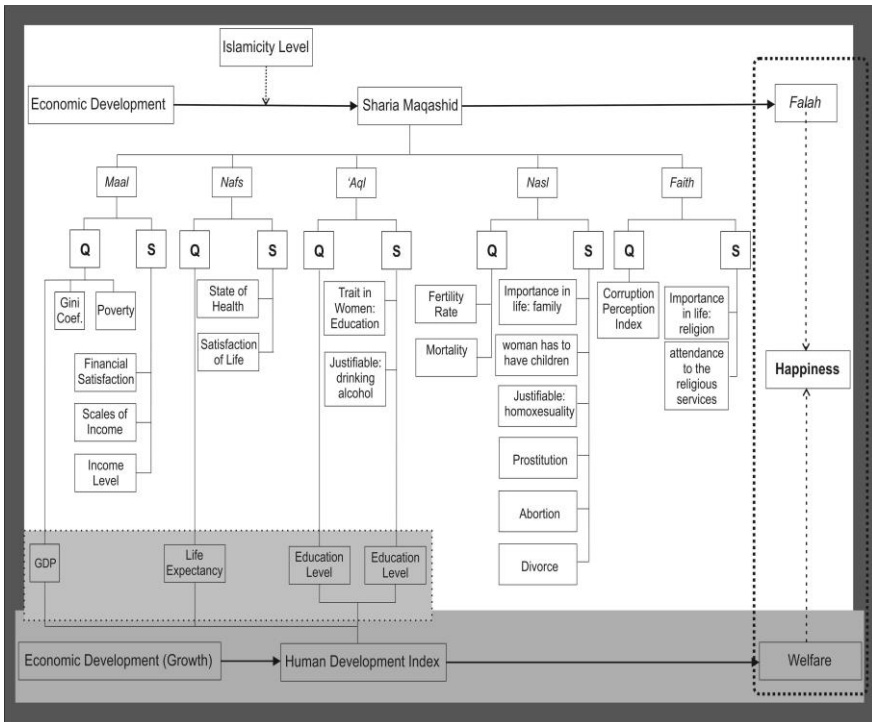 Islamicity Level
Economic Development
Sharia Maqashid
Falah
Maal
Nafs
'Aql
Nasl
Faith
Q
S
Q
S
Q
S
Q
S
Q
S
Gini
Coef.
Poverty
Financial
Satisfaction
Scales of
Income
Income
Level
State of
Health
Satisfaction
of Life
Trait in
Women:
Education
Justifiable:
drinking
alcohol
Fertility
Rate
Mortality
Importance in
life: family
woman has to
have children
Justifiable:
homoxesuality
Prostitution
Abortion
Divorce
Corruption
Perception
Index
Importance
in life:
religion
attendance
to the
religious
services
Happiness
GDP
Life
Expectancy
Education
Level
Education
Level
Economic Development (Growth)
Human Development Index
Welfare